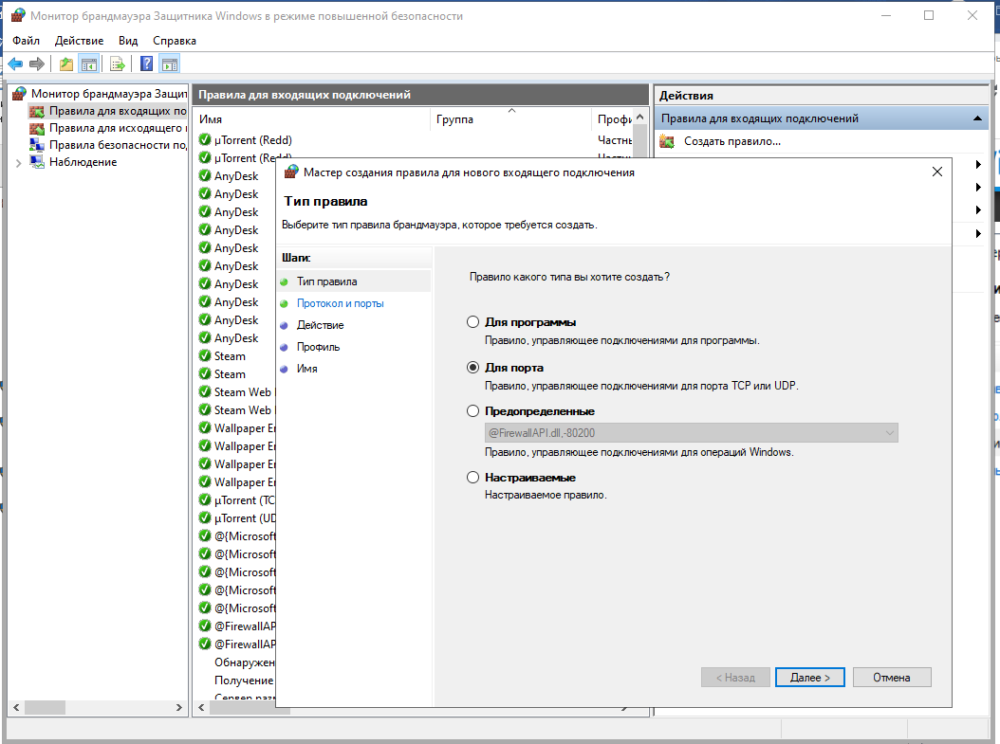 Монитор брандмауэра Защитника Windows в режиме повышенной безопасности
Файл Действие Вид Справка
Монитор брандмауэра Защит
Правила для входящих по
Правила для исходящего
Правила безопасности по
Наблюдение
Правила для входящих подключений
Имя Группа Профи
µTorrent (Redd) Частнь
µTorrent (Redd)
AnyDesk
AnyDesk
AnyDesk
AnyDesk
AnyDesk
AnyDesk
AnyDesk
AnyDesk
AnyDesk
AnyDesk
Steam
Steam
Steam Web
Steam Web
Wallpaper En
Wallpaper En
Wallpaper En
Wallpaper En
µTorrent (TC
µTorrent (UD
@{Microsoft
@{Microsoft
@{Microsoft
@{Microsoft
@{Microsoft
@FirewallAP
@FirewallAP
Обнаружен
Получение
Сервер раз
Действия
Правила для входящих подключений
Создать правило...
Мастер создания правила для нового входящего подключения
Тип правила
Выберите тип правила брандмауэра, которое требуется создать.
Шаги:
Тип правила
Протокол и порты
Действие
Профиль
Имя
Правило какого типа вы хотите создать?
Для программы
Правило, управляющее подключениями для программы.
Для порта
Правило, управляющее подключениями для порта TCP или UDP.
Предопределенные
@FirewallAPI.dll,-80200
Правило, управляющее подключениями для операций Windows.
Настраиваемые
Настраиваемое правило.
< Назад Далее > Отмена